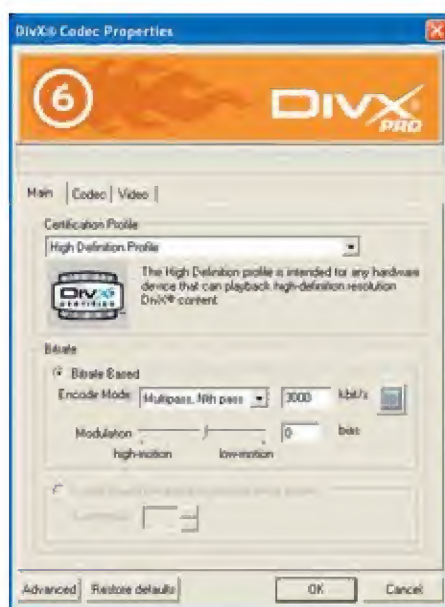 DivX® Codec Properties
6
DIVX
PRO
Main Codec Video
Certification Profile
High Definition Profile
DIVX
CERTIFIED
The High Definition profile is intended for any hardware
device that can playback high-definition resolution
DivX® content
Bitrate
Bitrate Based
Encode Mode Multipass, Nth pass 3000 kbit/s
Modulation 0 bias
high-motion low-motion
Advanced Restore defaults OK Cancel